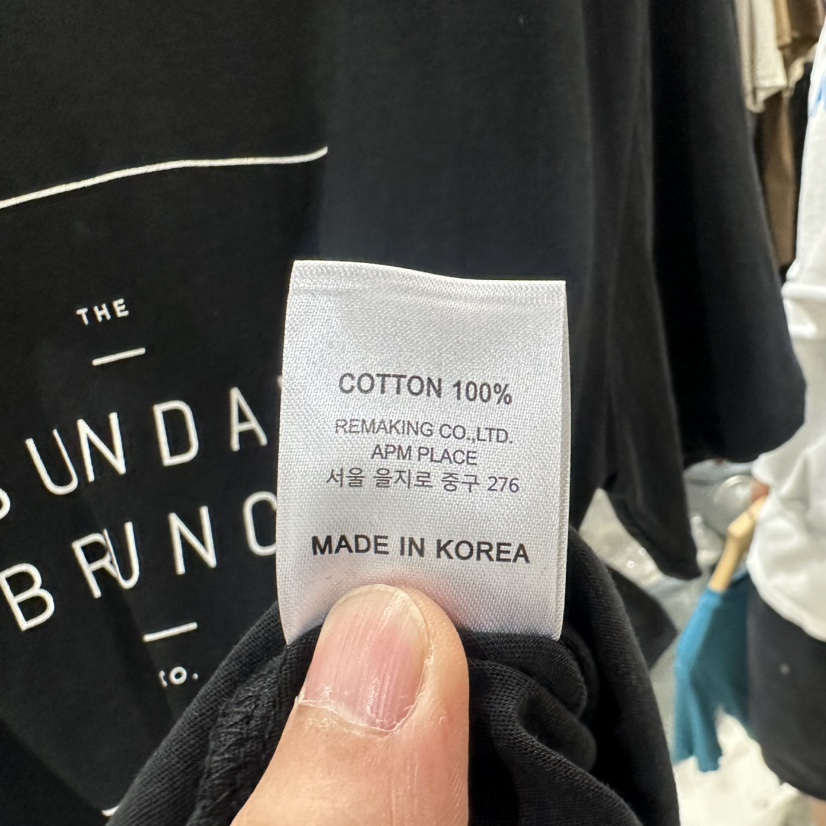 THE
SUNDA
BRUNC
CO.
COTTON 100%
REMAKING CO.,LTD.
APM PLACE
서울 을지로 중구 276
MADE IN KOREA